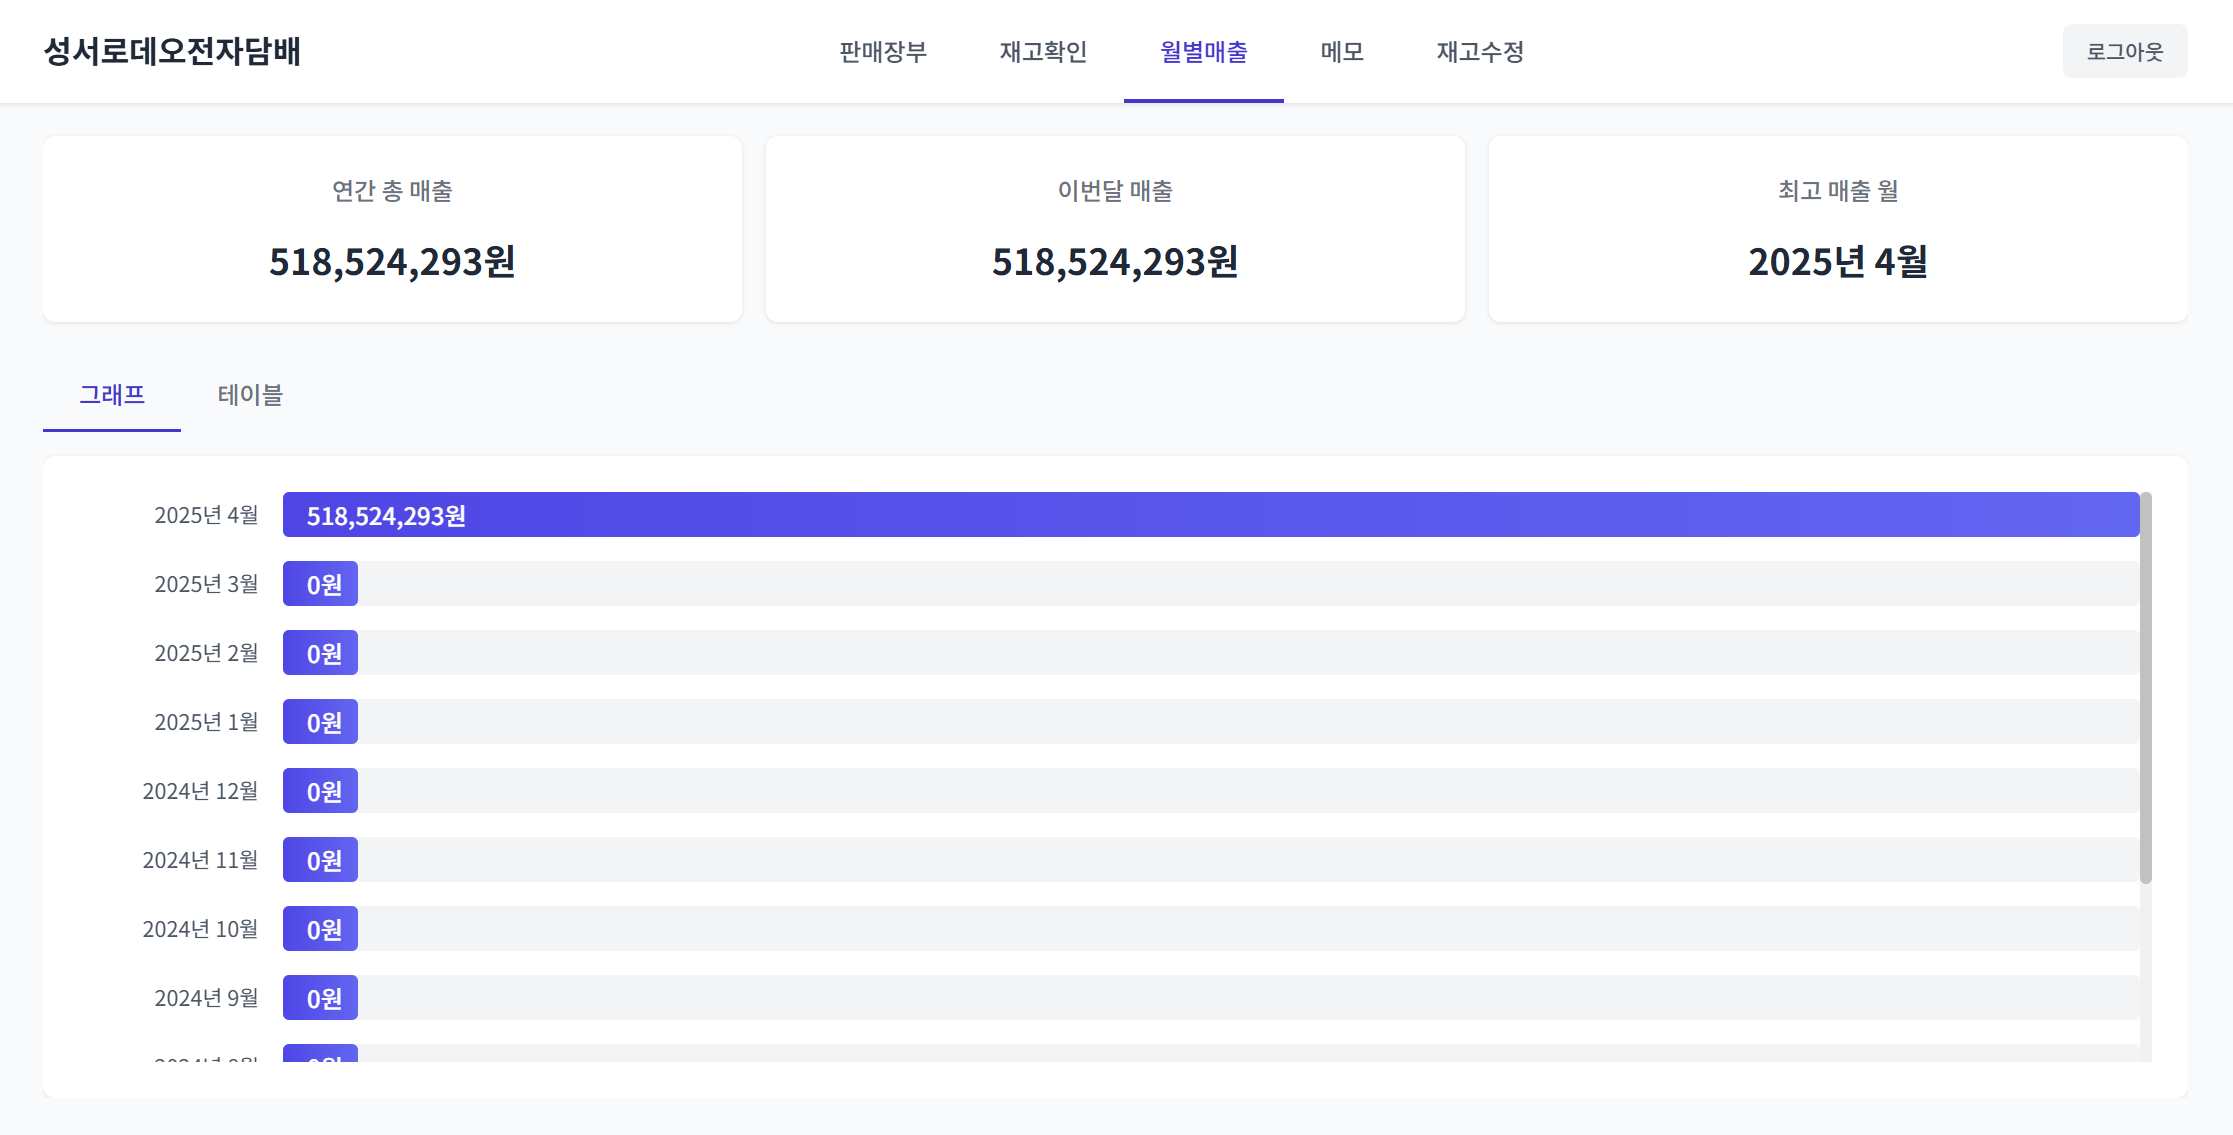 성서로데오전자담배
판매장부
재고확인
월별매출
메모
재고수정
로그아웃
연간 총 매출
518,524,293원
이번달 매출
518,524,293원
최고 매출 월
2025년 4월
그래프
테이블
2025년 4월
518,524,293원
2025년 3월
0원
2025년 2월
0원
2025년 1월
0원
2024년 12월
0원
2024년 11월
0원
2024년 10월
0원
2024년 9월
0원